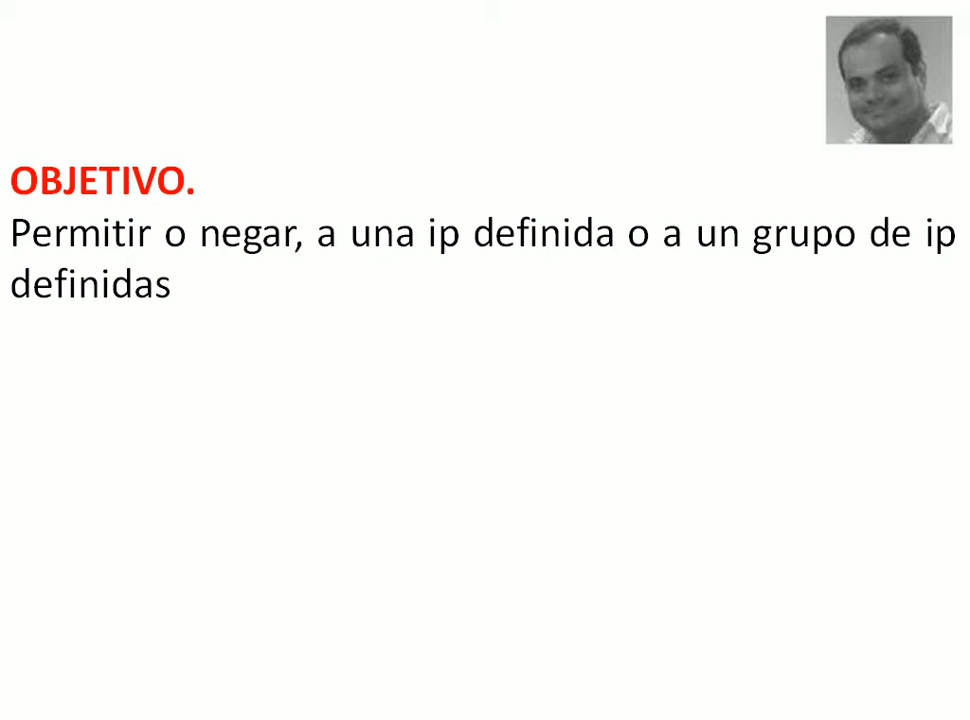 OBJETIVO.
Permitir o negar, a una ip definida o a un grupo de ip
definidas